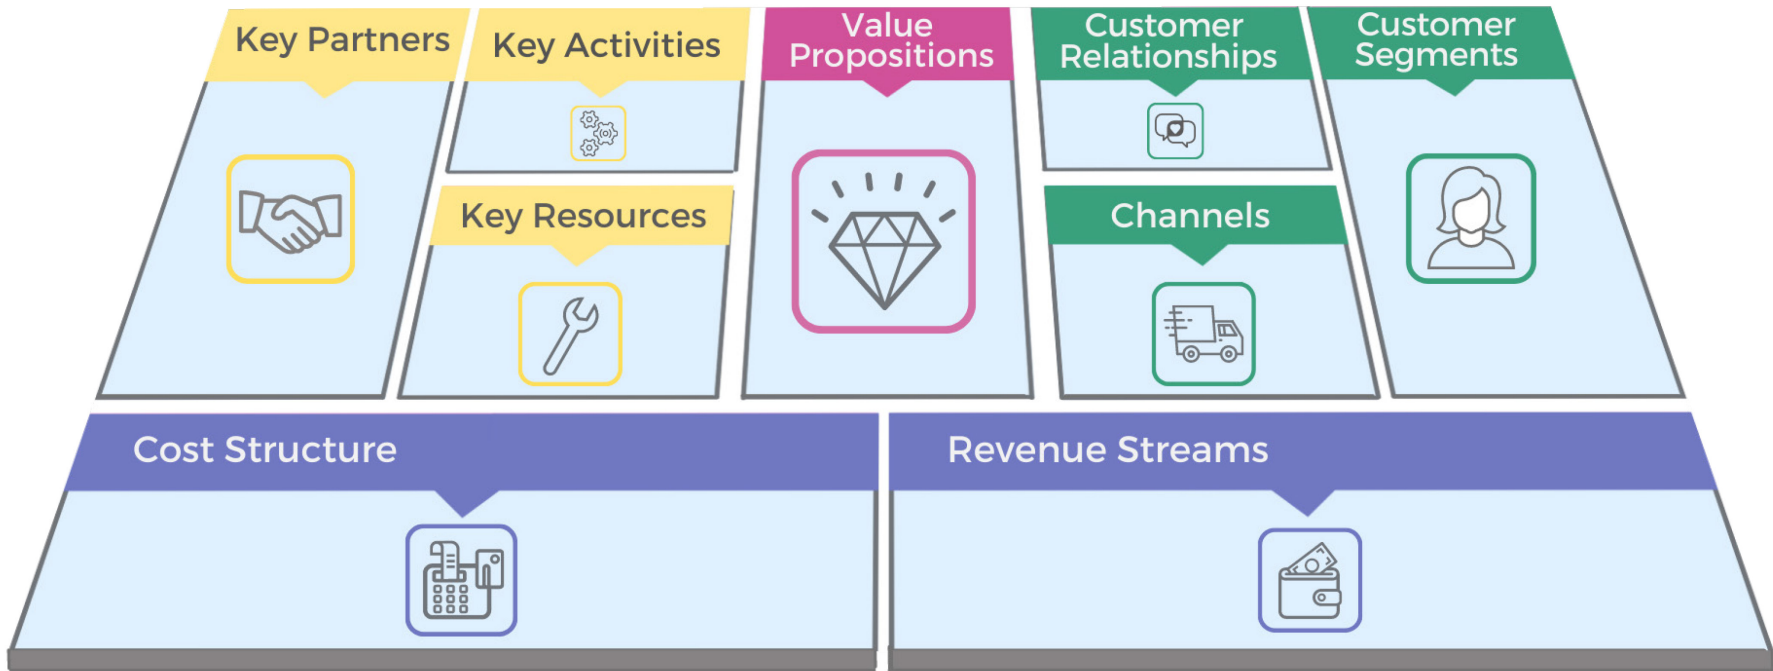 Key Partners
Key Activities
Value
Propositions
Customer
Relationships
Customer
Segments
Key Resources
Channels
Cost Structure
Revenue Streams